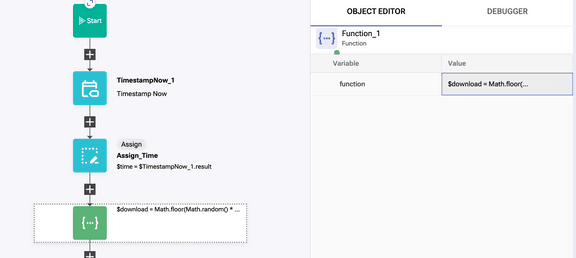 Start
TimestampNow_1
Timestamp Now
Assign
Assign_Time
$time = $TimestampNow_1.result
$download = Math.floor(Math.random() * ...
OBJECT EDITOR
DEBUGGER
Function_1
Function
Variable
Value
function
$download = Math.floor(...